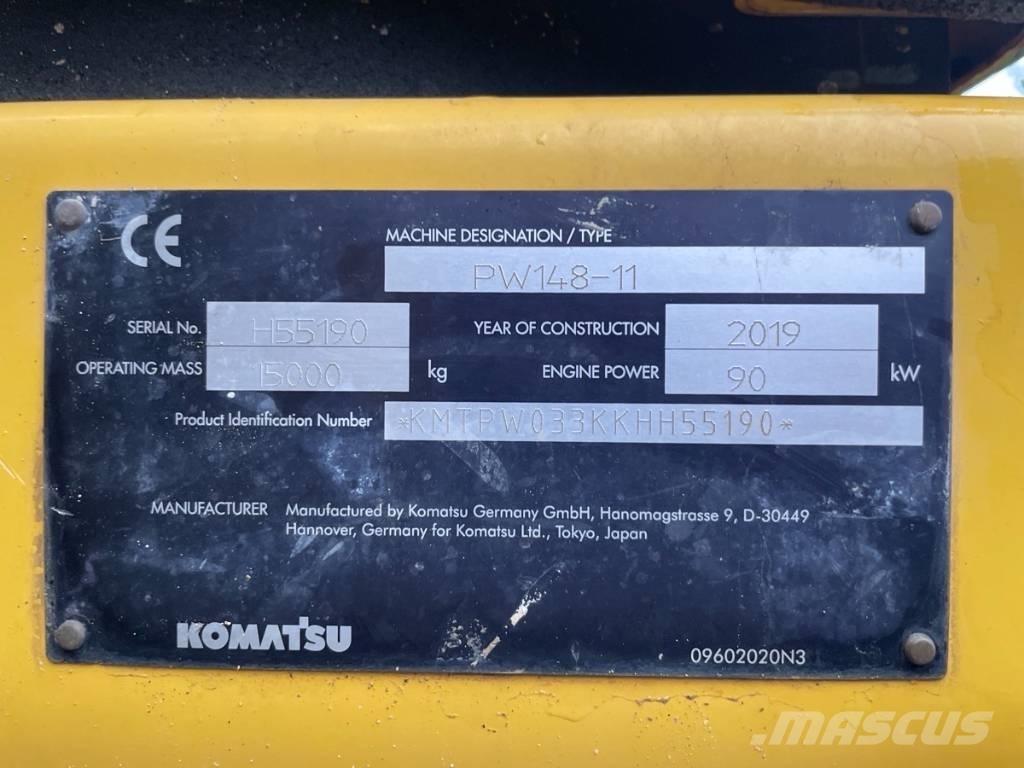 CE
MACHINE DESIGNATION / TYPE
PW148-11
SERIAL No. H55190 YEAR OF CONSTRUCTION 2019
OPERATING MASS 15000 kg ENGINE POWER 90 kW
Product Identification Number *KMTPW033KKHH55190*
MANUFACTURER Manufactured by Komatsu Germany GmbH, Hanomagstrasse 9, D-30449
Hannover, Germany for Komatsu Ltd., Tokyo, Japan
KOMATSU
09602020N3
MASCUS